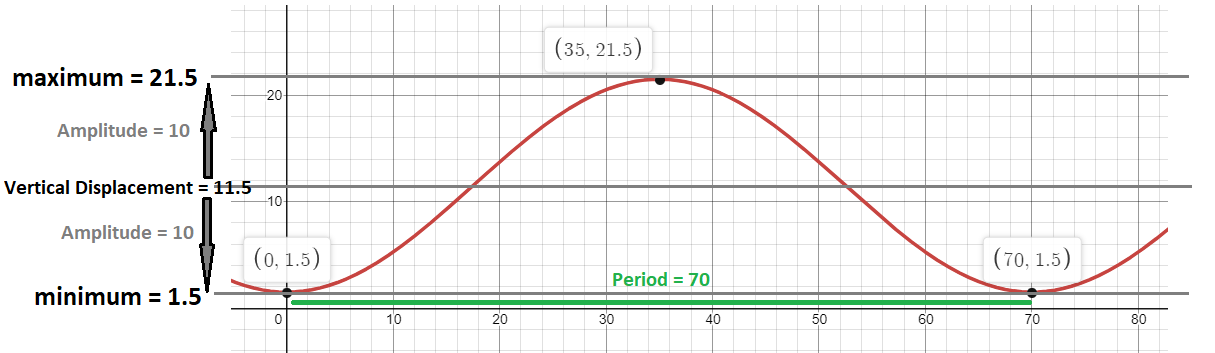 (35, 21.5)
maximum = 21.5
20
Amplitude = 10
Vertical Displacement = 11.5
10
Amplitude = 10
(0, 1.5)
(70, 1.5)
Period = 70
minimum = 1.5
0 10 20 30 40 50 60 70 80